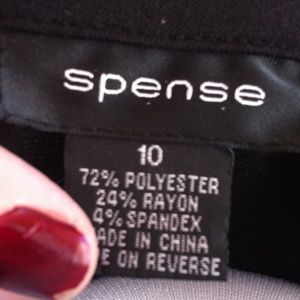 spense
10
72% POLYESTER
24% RAYON
4% SPANDEX
ADE IN CHINA
E ON REVERSE